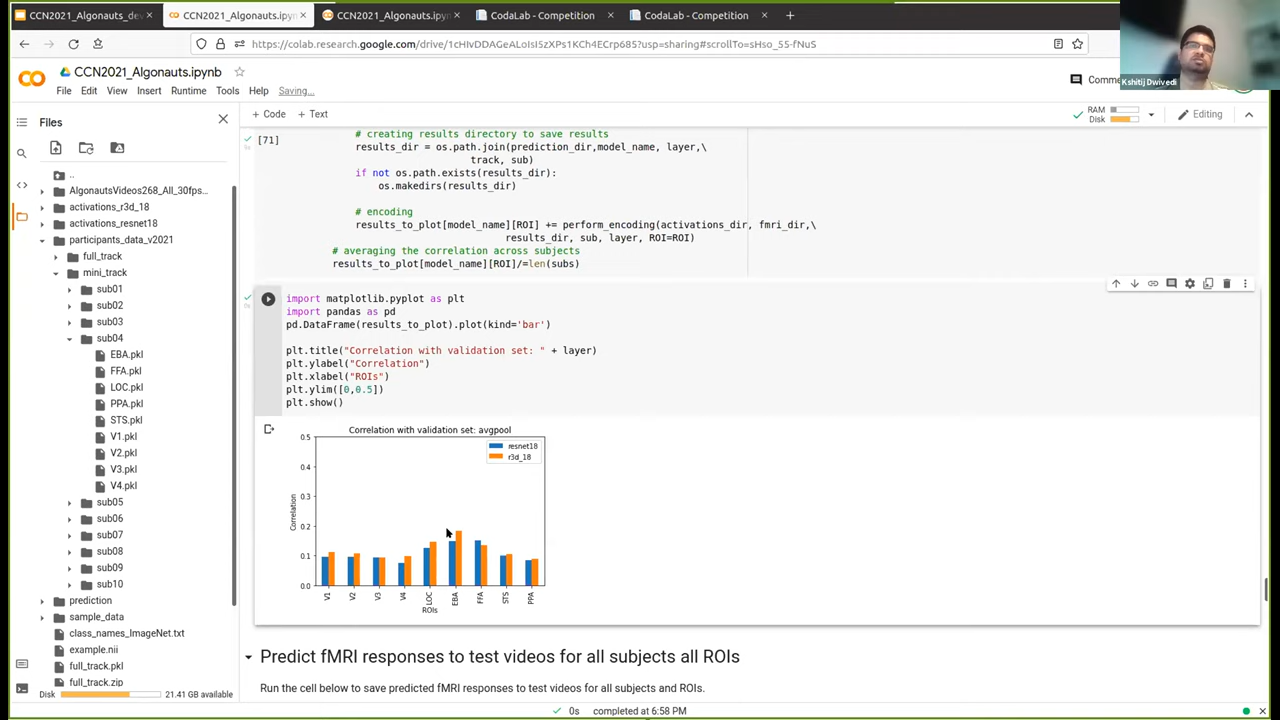 CCN2021_Algonauts_de
CCN2021_Algonauts.ipyn
CCN2021_Algonauts.ipyn
CodaLab - Competition
CodaLab - Competition
https://colab.research.google.com/drive/1cHIvDDAGeALoIsI5zXPs1KCh4ECrp685?usp=sharing#scrollTo=sHso_55-fNuS
Kshitij Dwivedi
CCN2021_Algonauts.ipynb
File Edit View Insert Runtime Tools Help Saving...
Comme
Files
+ Code + Text
RAM
Disk
Editing
..
AlgonautsVideos268_All_30fps...
activations_r3d_18
activations_resnet18
participants_data_v2021
full_track
mini_track
sub01
sub02
sub03
sub04
EBA.pkl
FFA.pkl
LOC.pkl
PPA.pkl
STS.pkl
V1.pkl
V2.pkl
V3.pkl
V4.pkl
sub05
sub06
sub07
sub08
sub09
sub10
prediction
sample_data
class_names_ImageNet.txt
example.nii
full_track.pkl
full_track.zip
Disk
21.41 GB available
[71]
# creating results directory to save results
results_dir = os.path.join(prediction_dir,model_name, layer,\
track, sub)
if not os.path.exists(results_dir):
os.makedirs(results_dir)
# encoding
results_to_plot[model_name][ROI] += perform_encoding(activations_dir, fmri_dir,\
results_dir, sub, layer, ROI=ROI)
# averaging the correlation across subjects
results_to_plot[model_name][ROI]/=len(subs)
import matplotlib.pyplot as plt
import pandas as pd
pd.DataFrame(results_to_plot).plot(kind='bar')
plt.title("Correlation with validation set: " + layer)
plt.ylabel("Correlation")
plt.xlabel("ROIs")
plt.ylim([0,0.5])
plt.show()
Correlation with validation set: avgpool
resnet18
r3d_18
0.5
0.4
0.3
0.2
0.1
0.0
Correlation
V1 V2 V3 V4 LOC EBA FFA STS PPA
ROIs
Predict fMRI responses to test videos for all subjects all ROIs
Run the cell below to save predicted fMRI responses to test videos for all subjects and ROIs.
0s completed at 6:58 PM